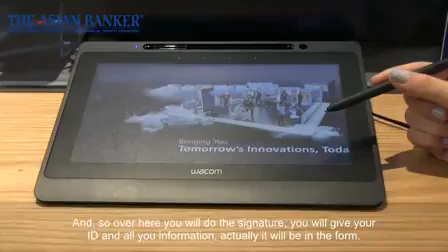 THE ASIAN BANKER
Bringing You
Tomorrow's Innovations, Toda
wacom
And, so over here you will do the signature, you will give your
ID and all you information, actually it will be in the form.